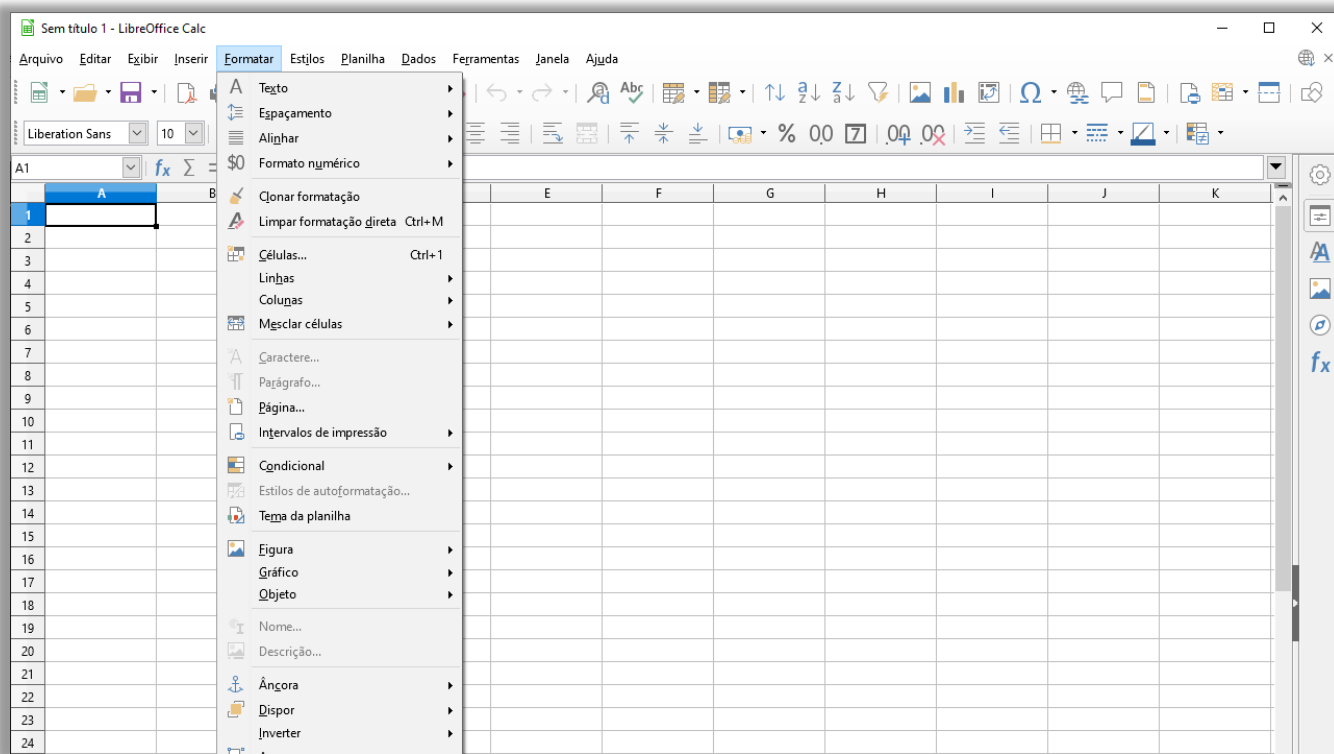 Sem título 1 - LibreOffice Calc
Arquivo Editar Exibir Inserir Formatar Estilos Planilha Dados Ferramentas Janela Ajuda
Liberation Sans 10
A1
A B E F G H I J K
1
2
3
4
5
6
7
8
9
10
11
12
13
14
15
16
17
18
19
20
21
22
23
24
Texto
Espaçamento
Alinhar
Formato numérico
Clonar formatação
Limpar formatação direta Ctrl+M
Células... Ctrl+1
Linhas
Colunas
Mesclar células
Caractere...
Parágrafo...
Página...
Intervalos de impressão
Condicional
Estilos de autoformatação...
Tema da planilha
Figura
Gráfico
Objeto
Nome...
Descrição...
Âncora
Dispor
Inverter